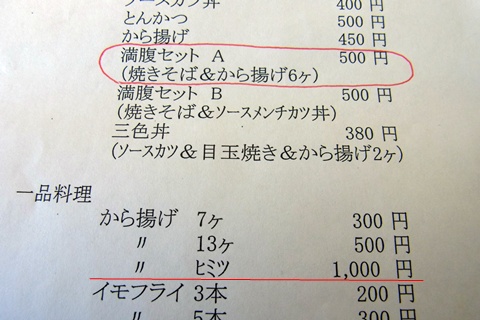 ソースカツ丼 400 円
とんかつ 500 円
から揚げ 450 円
満腹セット A 500 円
(焼きそば&から揚げ6ヶ)
満腹セット B 500 円
(焼きそば&ソースメンチカツ丼)
三色丼 380 円
(ソースカツ&目玉焼き&から揚げ2ヶ)
一品料理
から揚げ 7ヶ 300 円
〃 13ヶ 500 円
〃 ヒミツ 1,000 円
イモフライ 3本 200 円
〃 5本 300 円